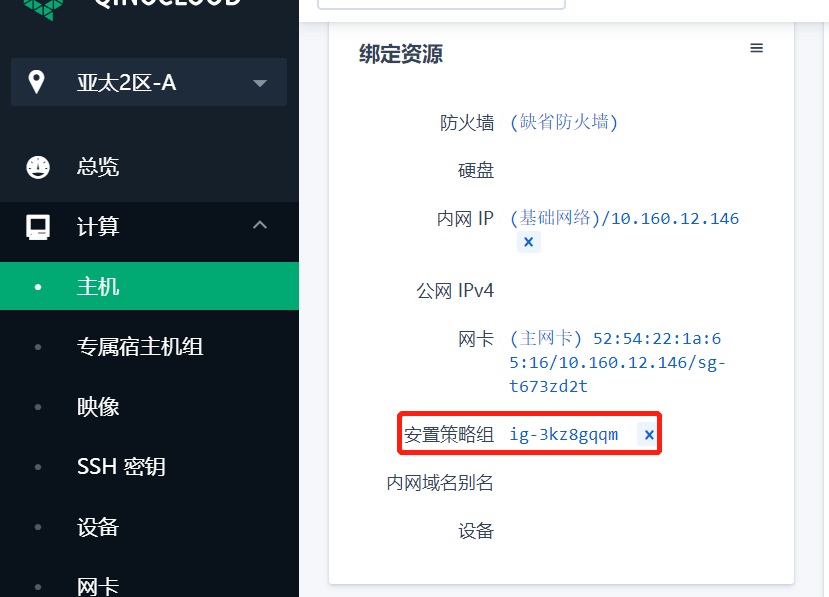 QINGCLOUD
亚太2区-A
总览
计算
主机
专属宿主机组
映像
SSH 密钥
设备
网卡
绑定资源
防火墙 (缺省防火墙)
硬盘
内网 IP (基础网络)/10.160.12.146
×
公网 IPv4
网卡 (主网卡) 52:54:22:1a:6
5:16/10.160.12.146/sg-
t673zd2t
安置策略组 ig-3kz8gqqm ×
内网域名别名
设备